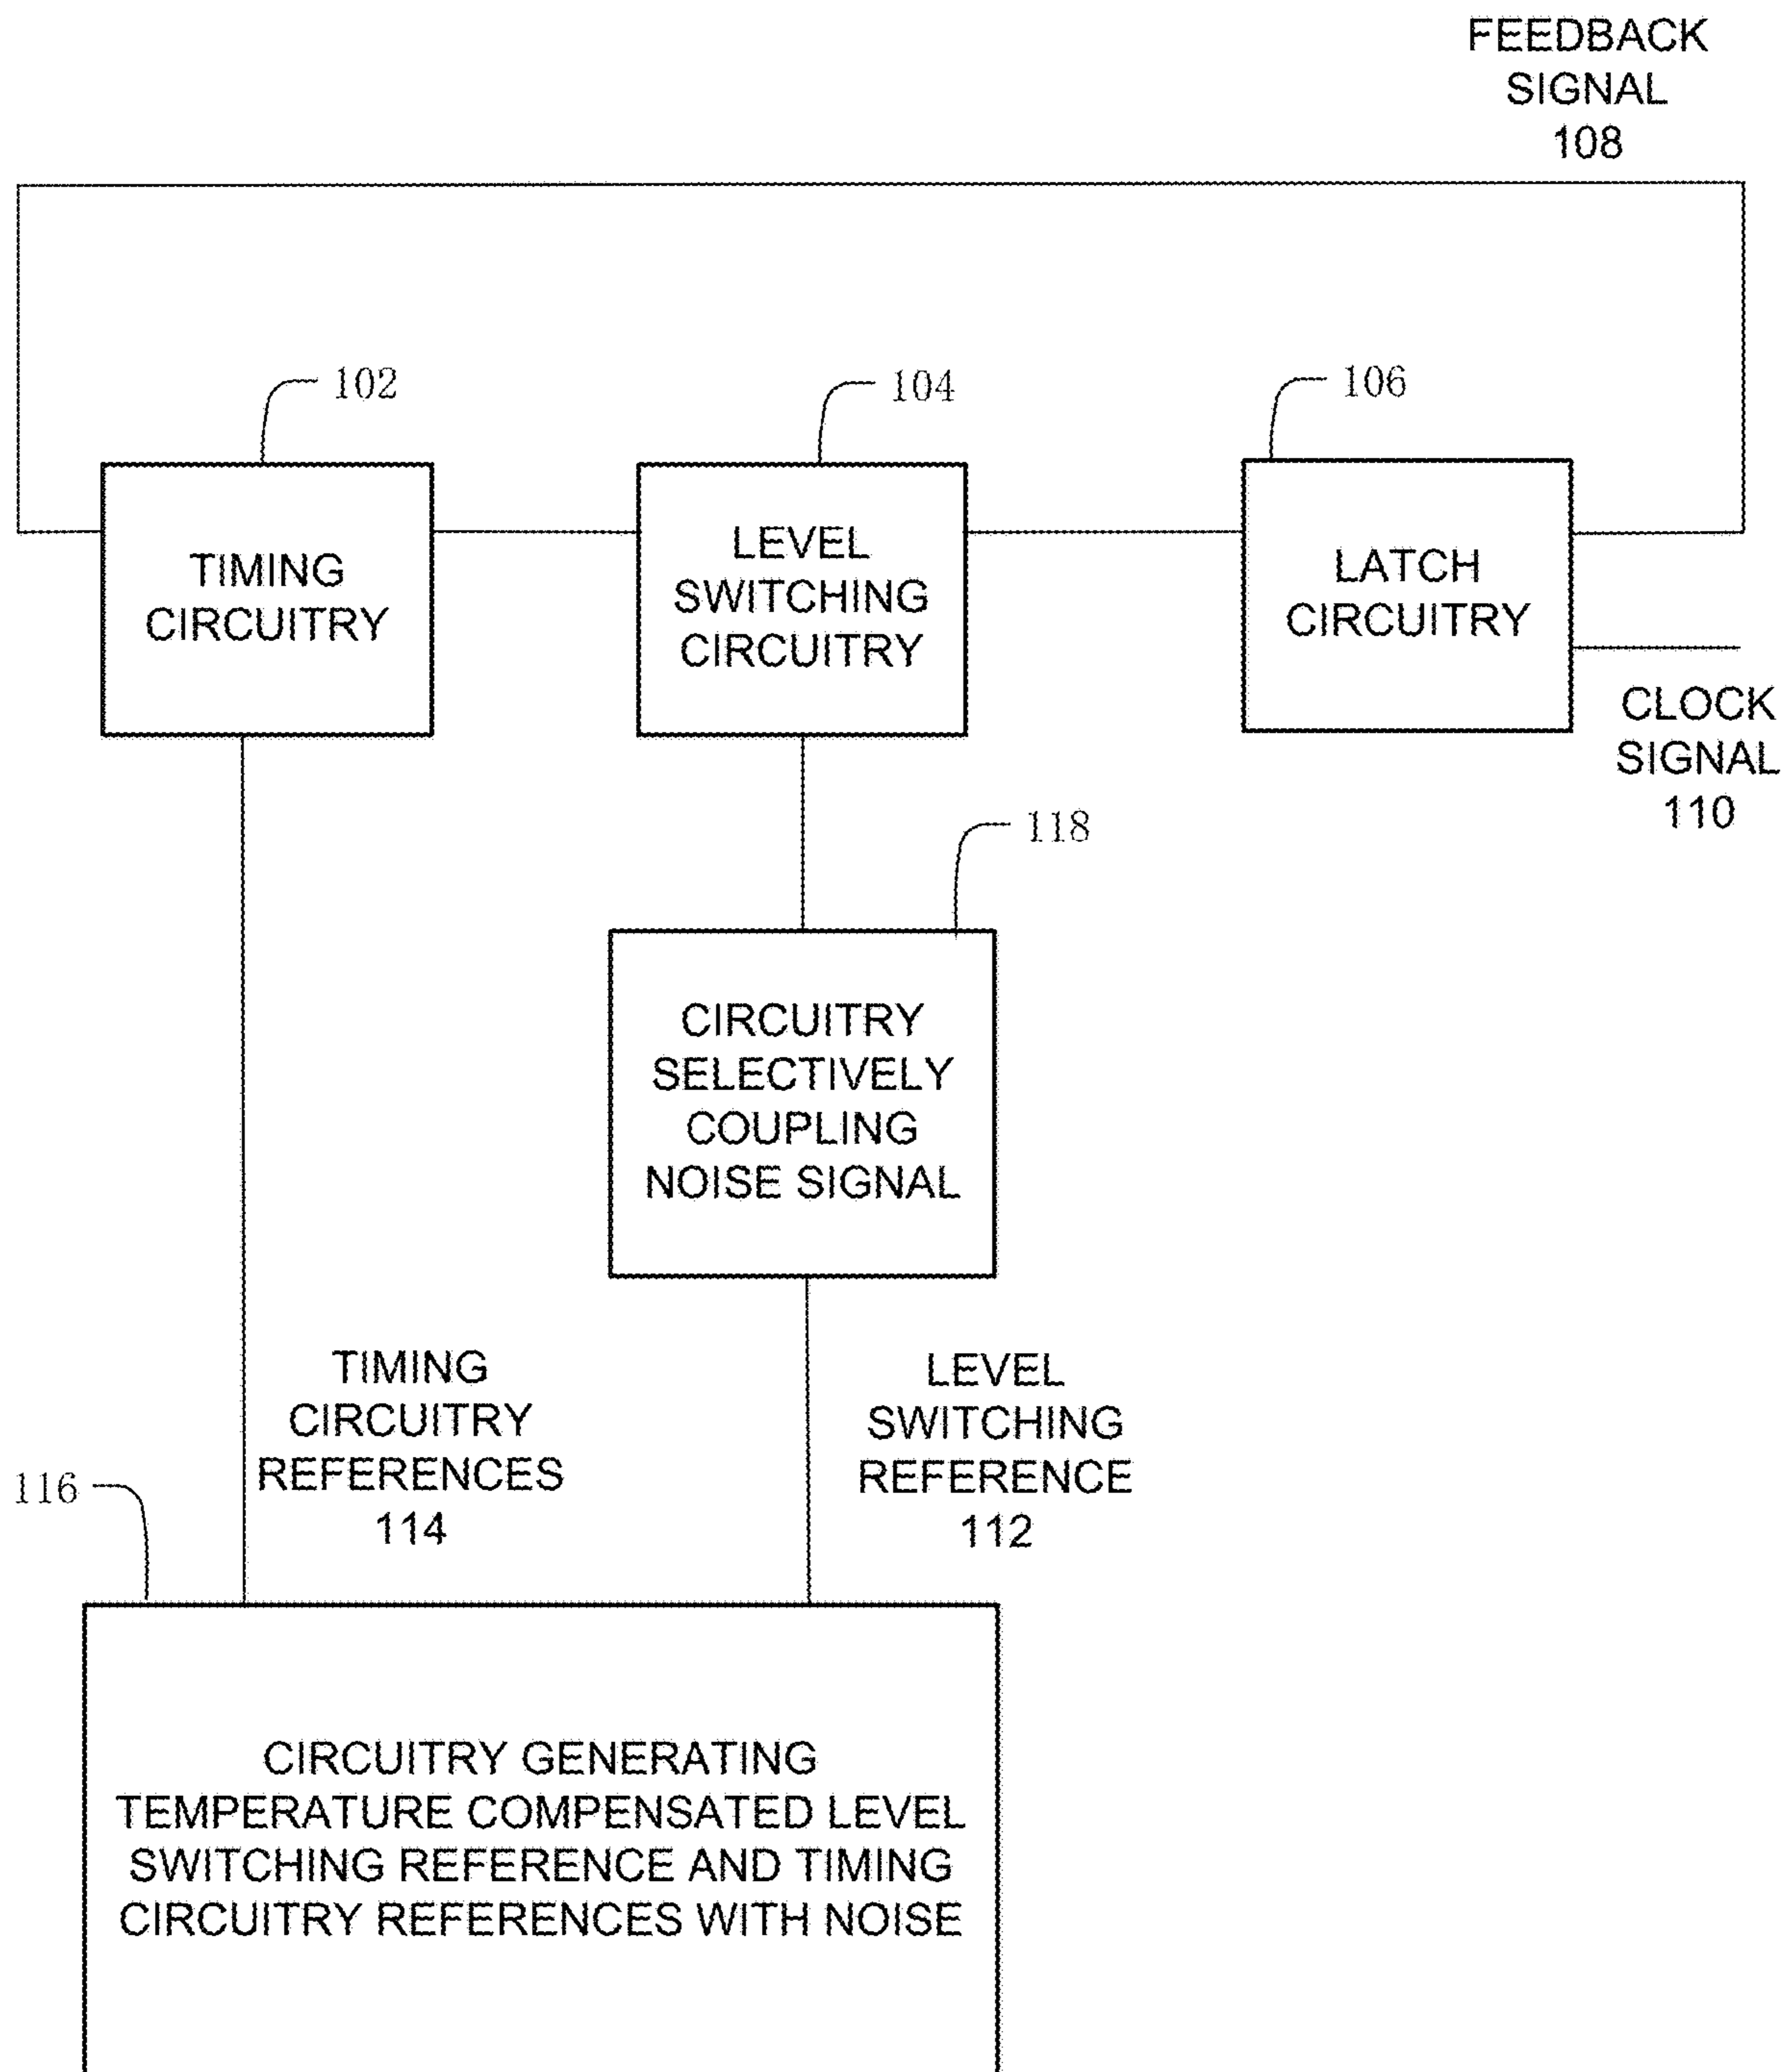 FEEDBACK
SIGNAL
108
102
104
106
TIMING
CIRCUITRY
LEVEL
SWITCHING
CIRCUITRY
LATCH
CIRCUITRY
CLOCK
SIGNAL
110
118
CIRCUITRY
SELECTIVELY
COUPLING
NOISE SIGNAL
TIMING
CIRCUITRY
REFERENCES
114
LEVEL
SWITCHING
REFERENCE
112
116
CIRCUITRY GENERATING
TEMPERATURE COMPENSATED LEVEL
SWITCHING REFERENCE AND TIMING
CIRCUITRY REFERENCES WITH NOISE